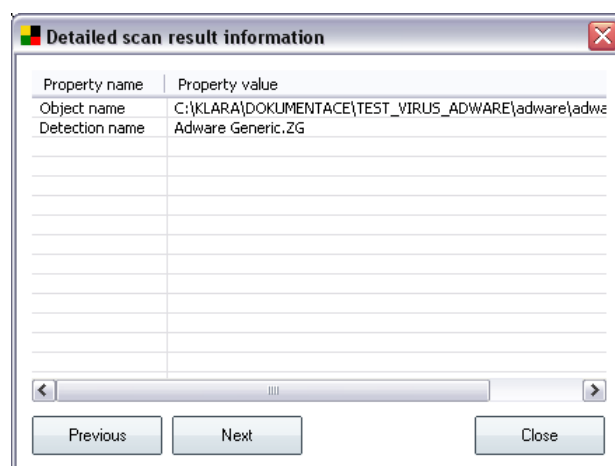 Detailed scan result information
Property name Property value
Object name C:\KLARA\DOKUMENTACE\TEST_VIRUS_ADWARE\adware\adwa
Detection name Adware Generic.ZG
Previous Next Close